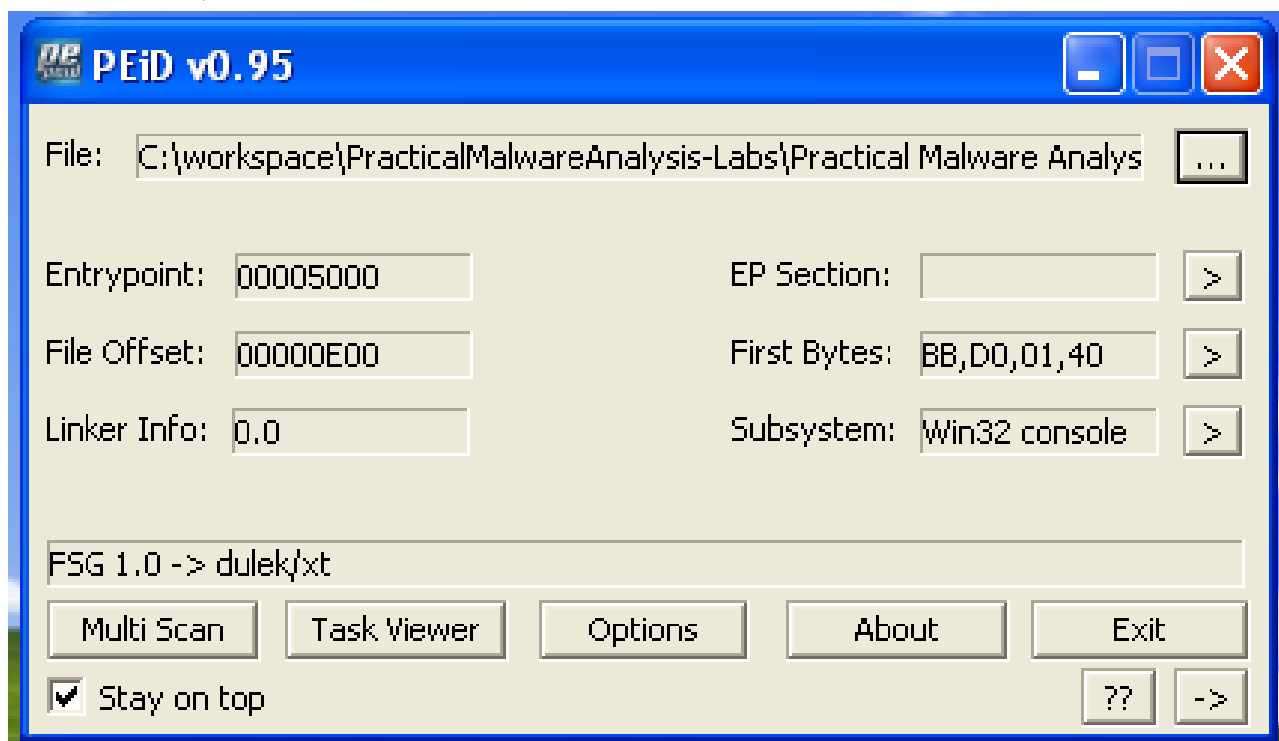 PEiD v0.95
File: C:\workspace\PracticalMalwareAnalysis-Labs\Practical Malware Analys ...
Entrypoint: 00005000 EP Section: >
File Offset: 00000E00 First Bytes: BB,D0,01,40 >
Linker Info: 0.0 Subsystem: Win32 console >
FSG 1.0 -> dulek/xt
Multi Scan Task Viewer Options About Exit
Stay on top ?? ->